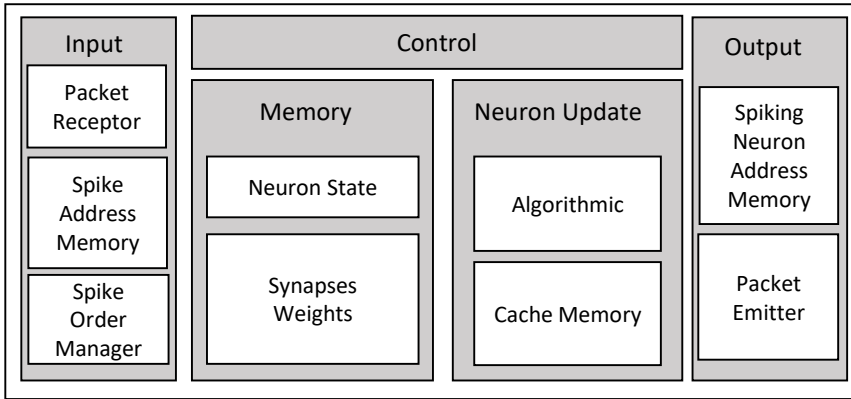 Input
Packet
Receptor
Spike
Address
Memory
Spike
Order
Manager
Control
Memory
Neuron State
Synapses
Weights
Neuron Update
Algorithmic
Cache Memory
Output
Spiking
Neuron
Address
Memory
Packet
Emitter